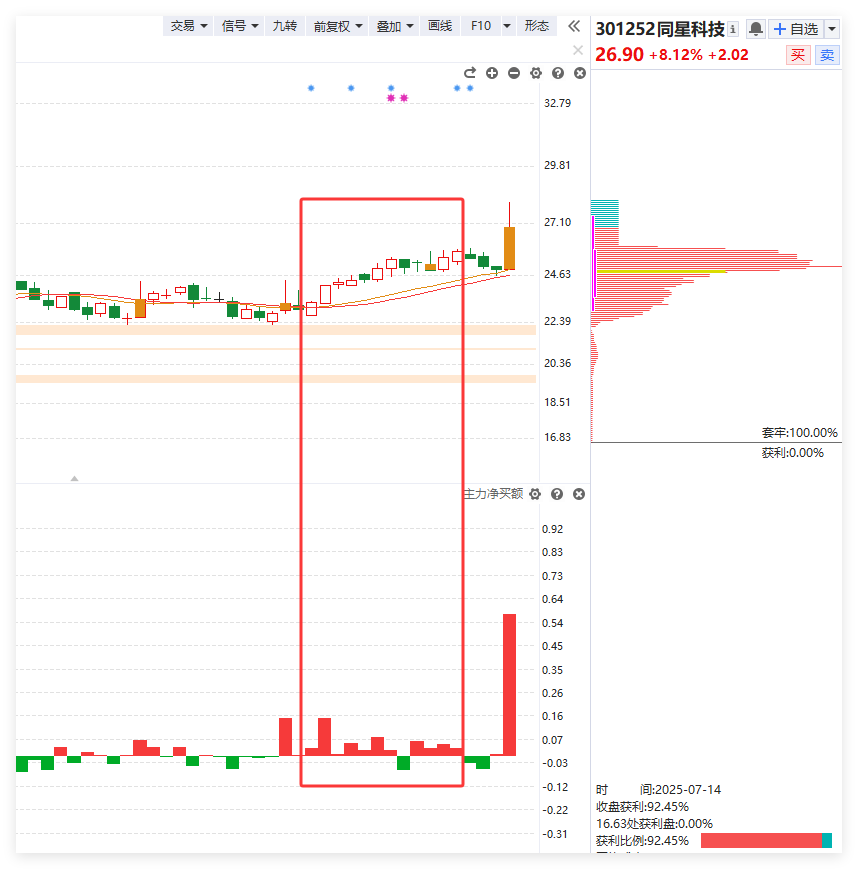 交易 信号 九转 前复权 叠加 画线 F10 形态
301252同星科技 自选
26.90 +8.12% +2.02 买 卖
32.79
29.81
27.10
24.63
22.39
20.36
18.51
16.83
套牢:100.00%
获利:0.00%
主力净买额
0.92
0.83
0.73
0.64
0.54
0.45
0.35
0.26
0.16
0.07
-0.03
-0.12
-0.22
-0.31
时 间:2025-07-14
收盘获利:92.45%
16.63处获利盘:0.00%
获利比例:92.45%